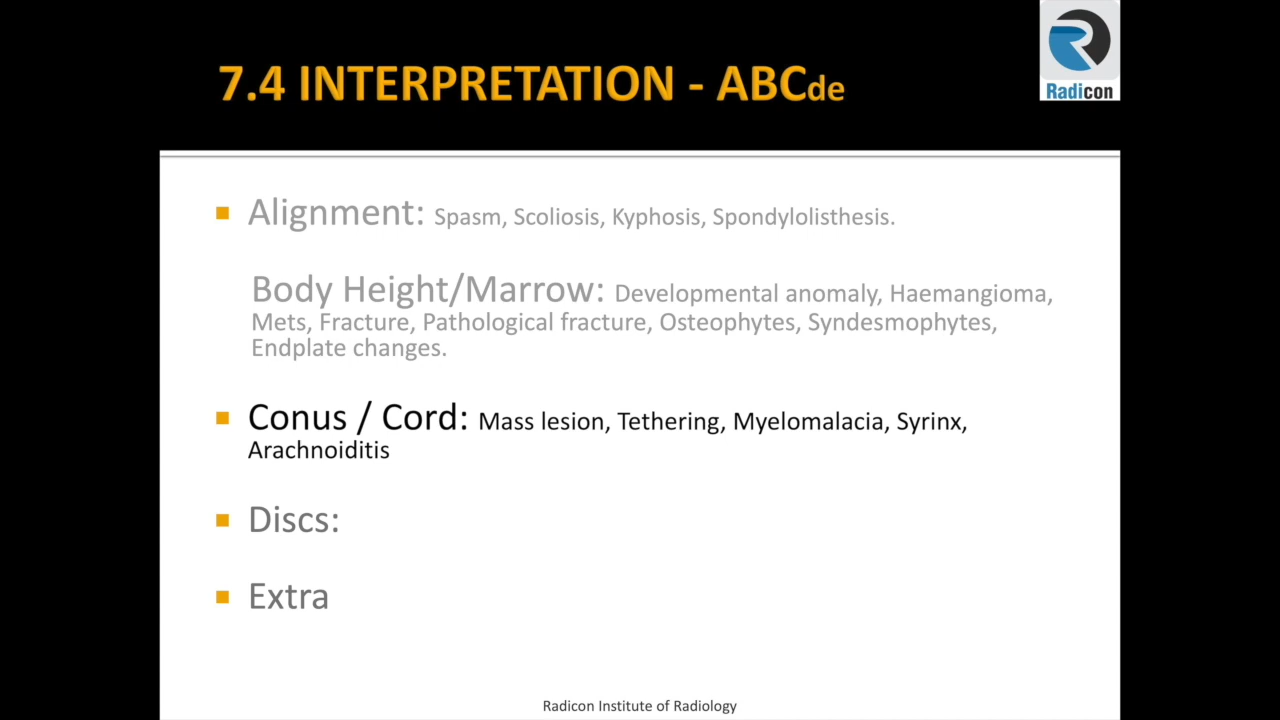 7.4 INTERPRETATION - ABCde
Radicon
■ Alignment: Spasm, Scoliosis, Kyphosis, Spondylolisthesis.
Body Height/Marrow: Developmental anomaly, Haemangioma,
Mets, Fracture, Pathological fracture, Osteophytes, Syndesmophytes,
Endplate changes.
■ Conus / Cord: Mass lesion, Tethering, Myelomalacia, Syrinx,
Arachnoiditis
■ Discs:
■ Extra
Radicon Institute of Radiology